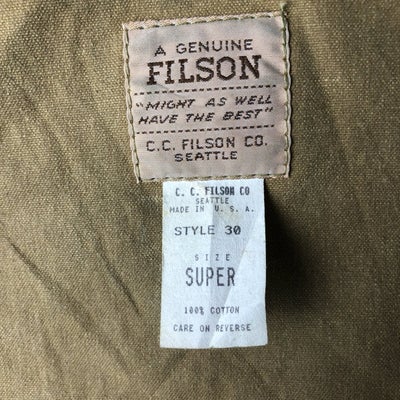 A GENUINE
FILSON
"MIGHT AS WELL
HAVE THE BEST"
C.C. FILSON CO.
SEATTLE
C. C. FILSON CO
SEATTLE
MADE IN U. S. A.
STYLE 30
SIZE
SUPER
100% COTTON
CARE ON REVERSE